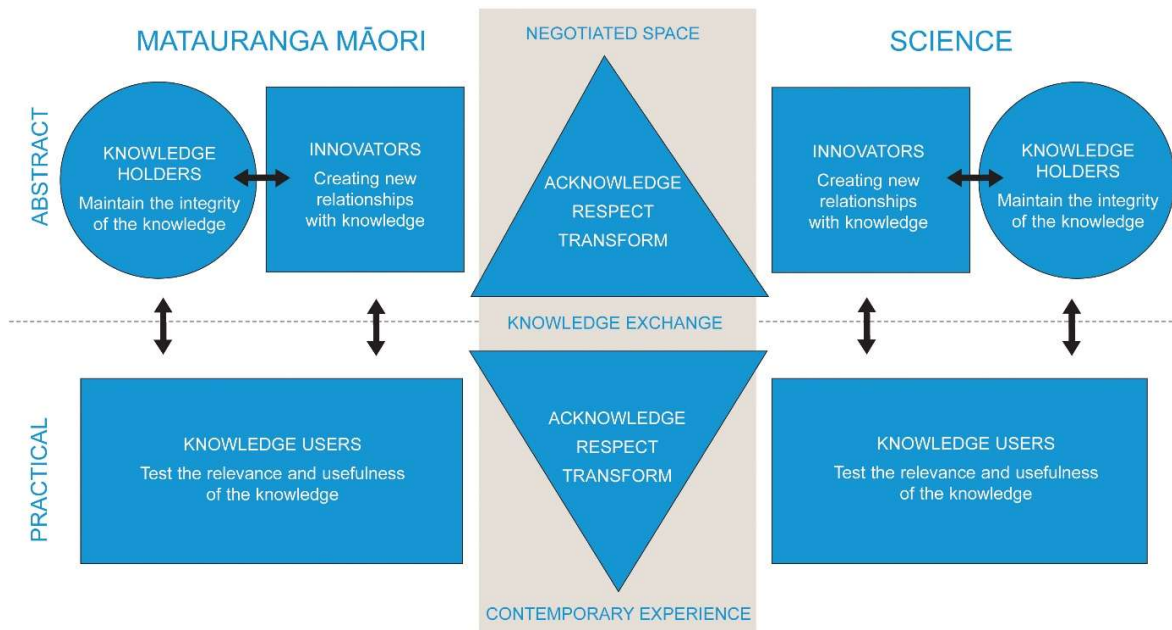 MATAURANGA MĀORI
NEGOTIATED SPACE
SCIENCE
ABSTRACT
KNOWLEDGE
HOLDERS
Maintain the integrity
of the knowledge
INNOVATORS
Creating new
relationships
with knowledge
ACKNOWLEDGE
RESPECT
TRANSFORM
INNOVATORS
Creating new
relationships
with knowledge
KNOWLEDGE
HOLDERS
Maintain the integrity
of the knowledge
KNOWLEDGE EXCHANGE
PRACTICAL
KNOWLEDGE USERS
Test the relevance and usefulness
of the knowledge
ACKNOWLEDGE
RESPECT
TRANSFORM
KNOWLEDGE USERS
Test the relevance and usefulness
of the knowledge
CONTEMPORARY EXPERIENCE